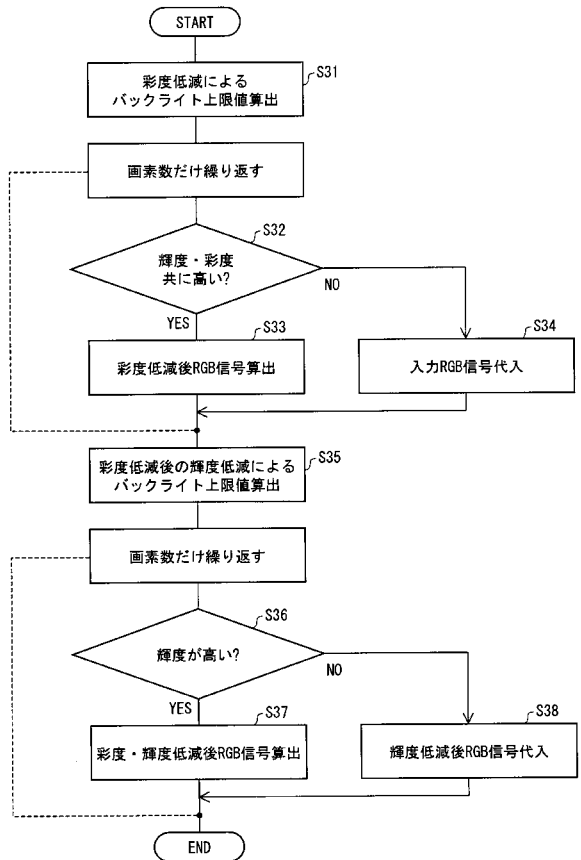 START
彩度低減による
バックライト上限値算出
S31
画素数だけ繰り返す
S32
輝度・彩度
共に高い?
NO
YES
S33
S34
彩度低減後RGB信号算出
入力RGB信号代入
S35
彩度低減後の輝度低減による
バックライト上限値算出
画素数だけ繰り返す
S36
輝度が高い?
NO
YES
S37
S38
彩度・輝度低減後RGB信号算出
輝度低減後RGB信号代入
END